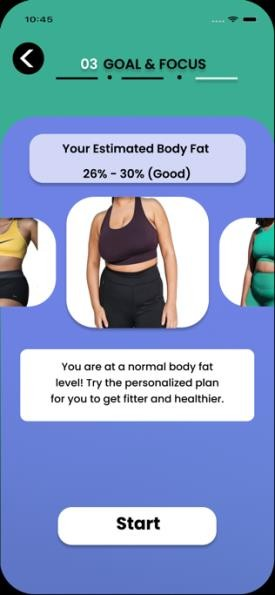 10:45
03 GOAL & FOCUS
Your Estimated Body Fat
26% - 30% (Good)
You are at a normal body fat
level! Try the personalized plan
for you to get fitter and healthier.
Start